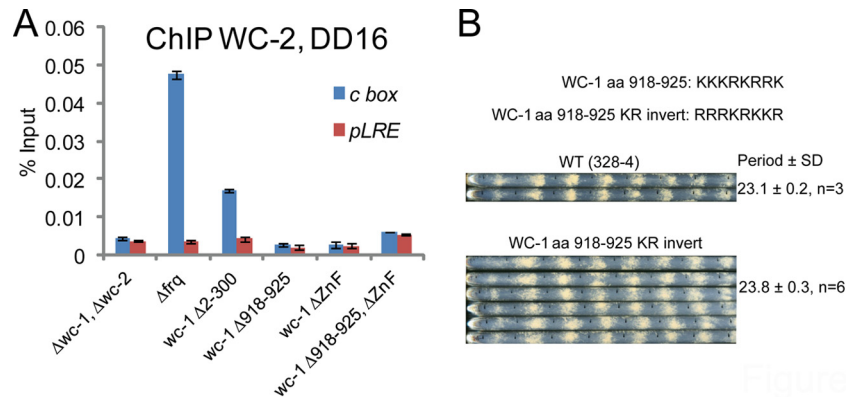 A
ChIP WC-2, DD16
% Input
0.06
0.05
0.04
0.03
0.02
0.01
0
c box
pLRE
Δwc-1, Δwc-2
Δfrq
wc-1 Δ2-300
wc-1 Δ918-925
wc-1 ΔZnF
wc-1 Δ918-925, ΔZnF
B
WC-1 aa 918-925: KKKRKRRK
WC-1 aa 918-925 KR invert: RRRKRKKR
WT (328-4)
Period ± SD
23.1 ± 0.2, n=3
WC-1 aa 918-925 KR invert
23.8 ± 0.3, n=6
Figure